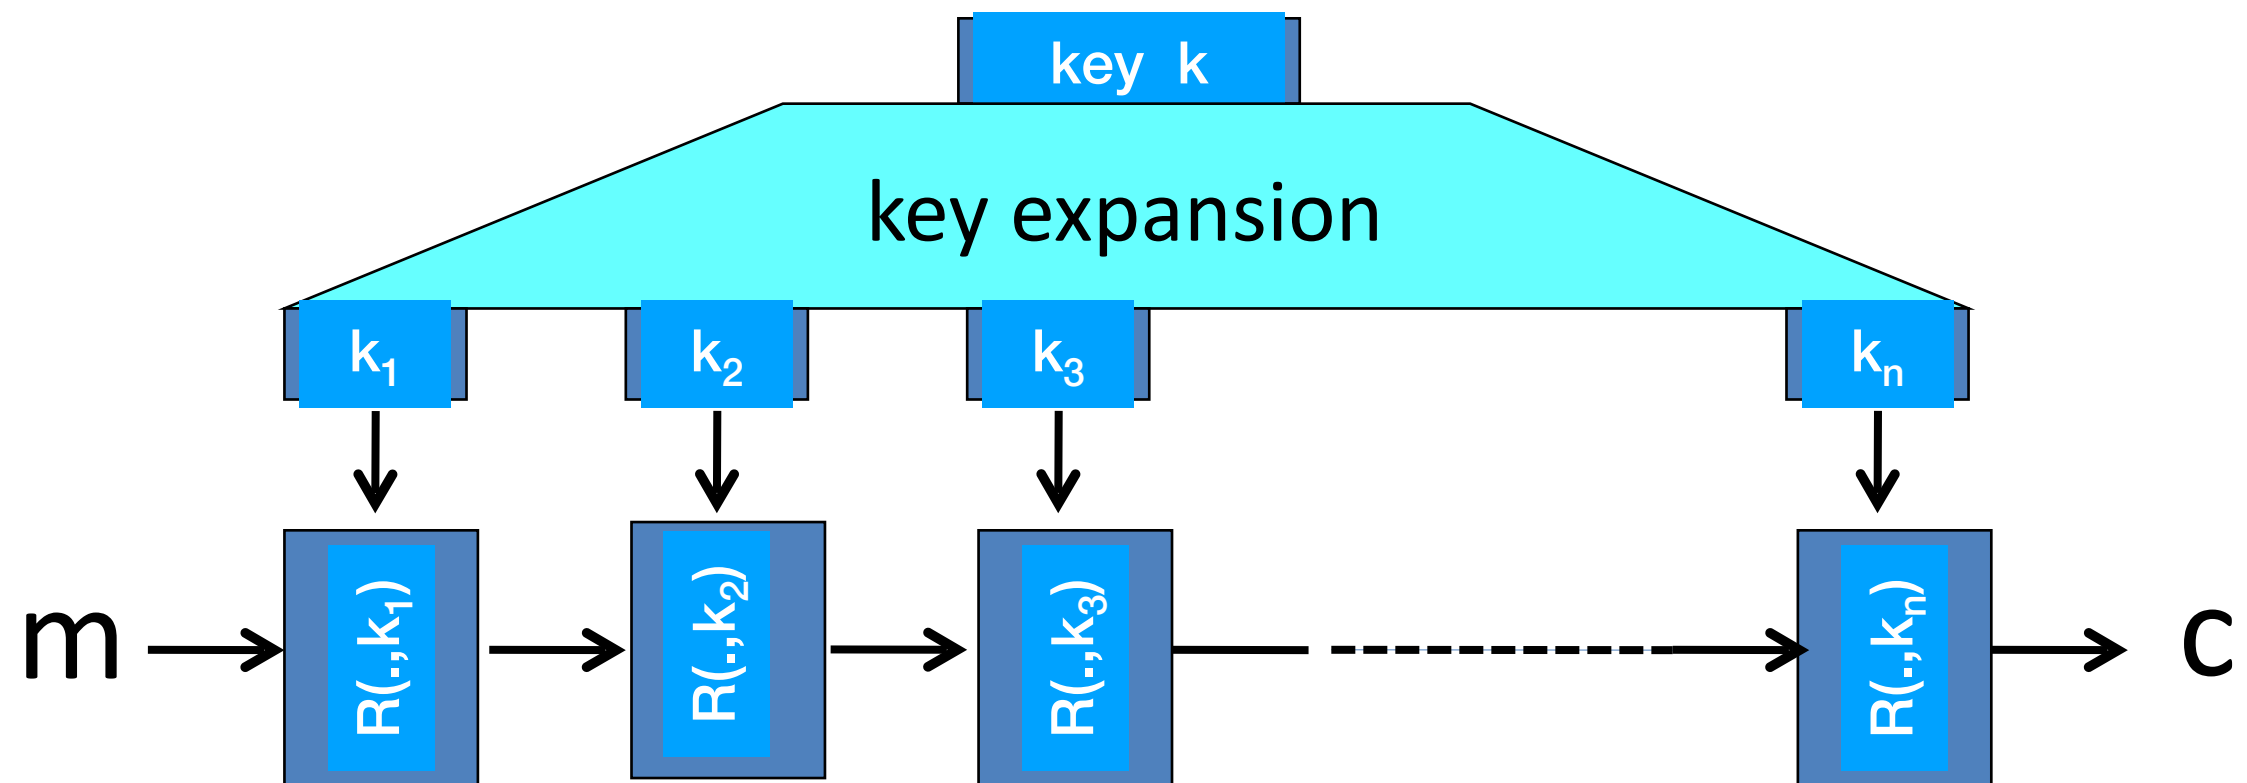 key k
key expansion
k₁ k₂ k₃ kₙ
m R(.,k₁) R(.,k₂) R(.,k₃) R(.,kₙ) c